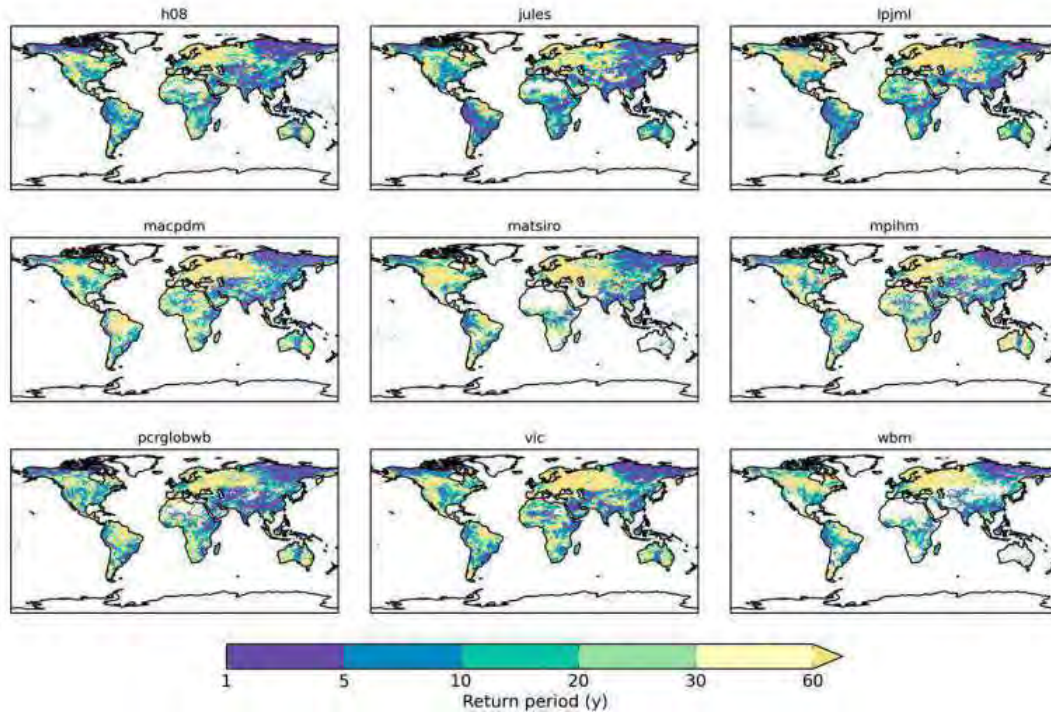 h08 jules lpjml
macpdm matsiro mpihm
pcrglobwb vic wbm
1 5 10 20 30 60
Return period (y)